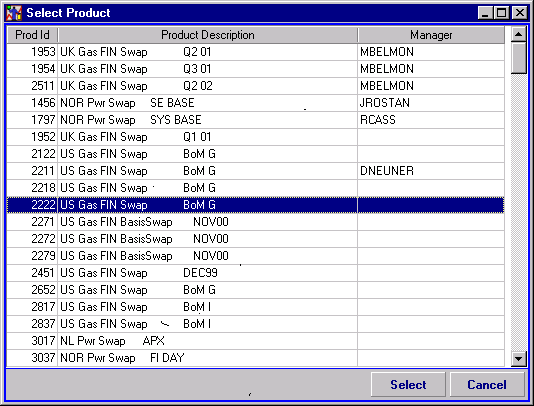 Select Product
Prod Id Product Description Manager
1953 UK Gas FIN Swap Q2 01 MBELMON
1954 UK Gas FIN Swap Q3 01 MBELMON
2511 UK Gas FIN Swap Q2 02 MBELMON
1456 NOR Pwr Swap SE BASE JROSTAN
1797 NOR Pwr Swap SYS BASE RCASS
1952 UK Gas FIN Swap Q1 01
2122 US Gas FIN Swap BoM G
2211 US Gas FIN Swap BoM G DNEUNER
2218 US Gas FIN Swap BoM G
2222 US Gas FIN Swap BoM G
2271 US Gas FIN BasisSwap NOV00
2272 US Gas FIN BasisSwap NOV00
2279 US Gas FIN BasisSwap NOV00
2451 US Gas FIN Swap DEC99
2652 US Gas FIN Swap BoM G
2817 US Gas FIN Swap BoM I
2837 US Gas FIN Swap BoM I
3017 NL Pwr Swap APX
3037 NOR Pwr Swap FI DAY
Select Cancel